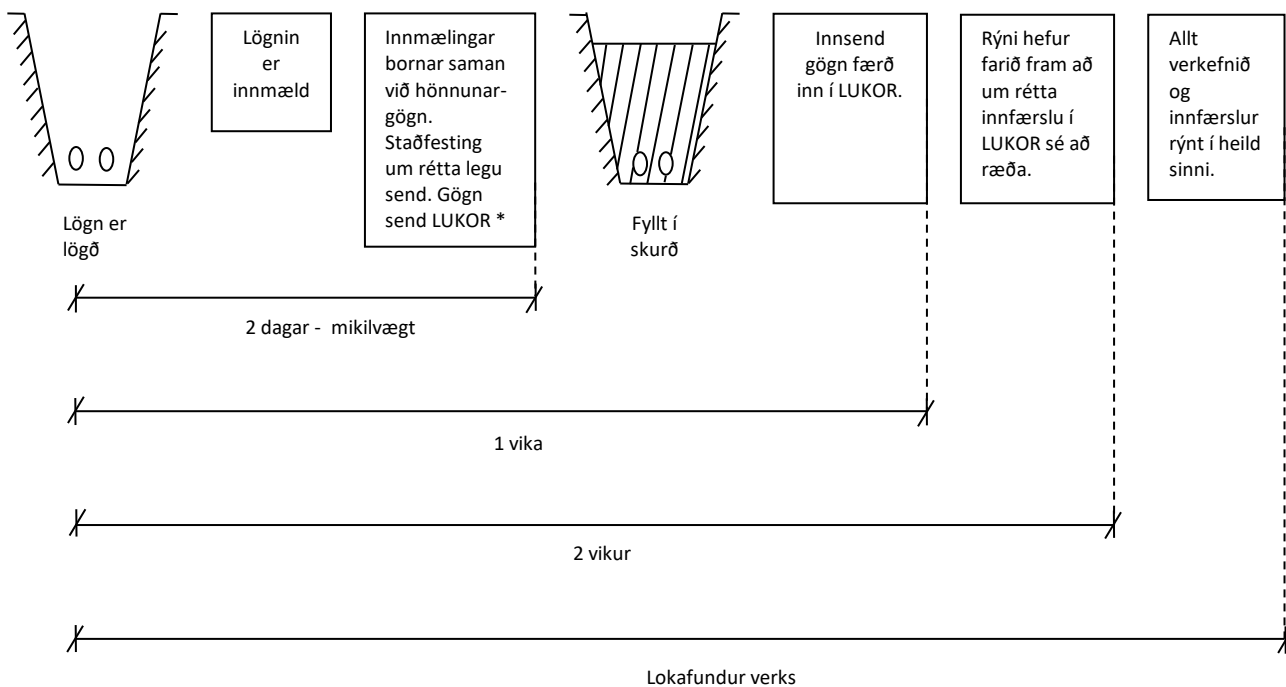 Lögnin
er
innmæld
Innmælingar
bornar saman
við hönnunar-
gögn.
Staðfesting
um rétta legu
send. Gögn
send LUKOR *
Innsend
gögn færð
inn í LUKOR.
Rýni hefur
farið fram að
um rétta
innfærslu í
LUKOR sé að
ræða.
Allt
verkefnið
og
innfærslur
rýnt í heild
sinni.
Lögn er
lögð
Fyllt í
skurð
2 dagar - mikilvægt
1 vika
2 vikur
Lokafundur verks